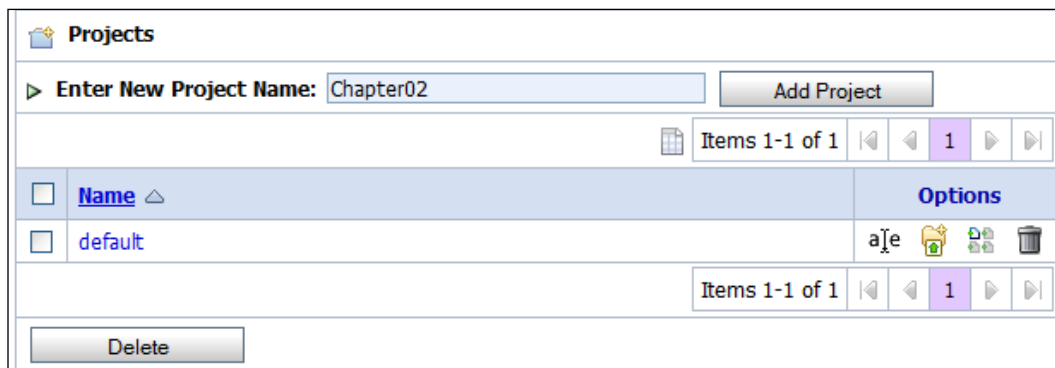 Projects
Enter New Project Name: Chapter02 Add Project
Items 1-1 of 1 1
Name Options
default aIe
Items 1-1 of 1 1
Delete